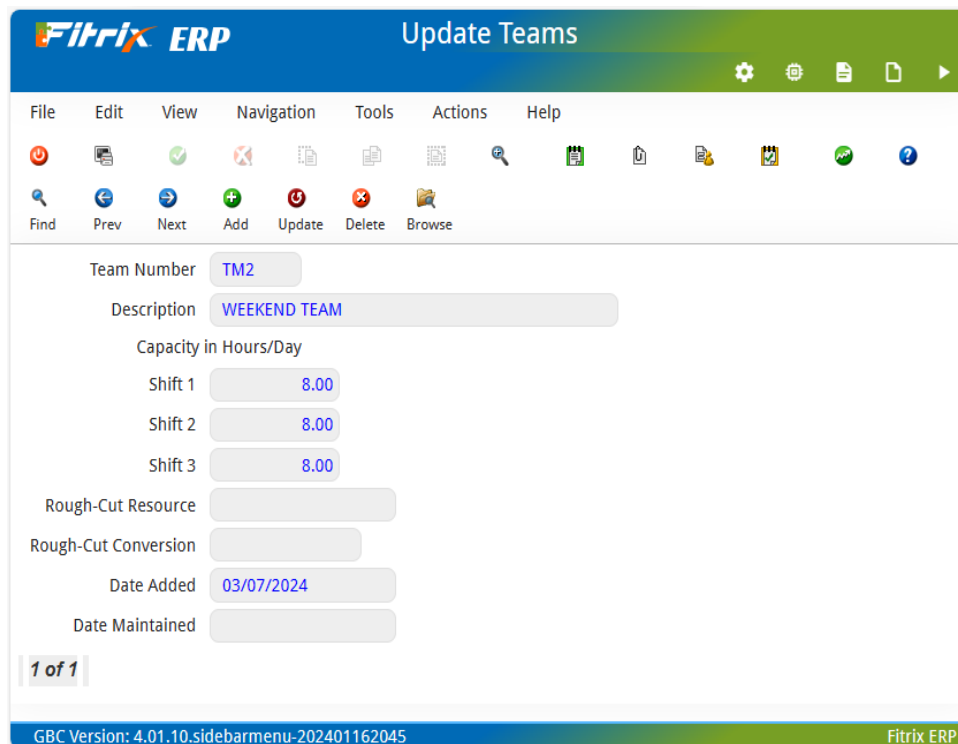 Fitrix ERP
Update Teams
File Edit View Navigation Tools Actions Help
Find Prev Next Add Update Delete Browse
Team Number TM2
Description WEEKEND TEAM
Capacity in Hours/Day
Shift 1 8.00
Shift 2 8.00
Shift 3 8.00
Rough-Cut Resource
Rough-Cut Conversion
Date Added 03/07/2024
Date Maintained
1 of 1
GBC Version: 4.01.10.sidebarmenu-202401162045 Fitrix ERP